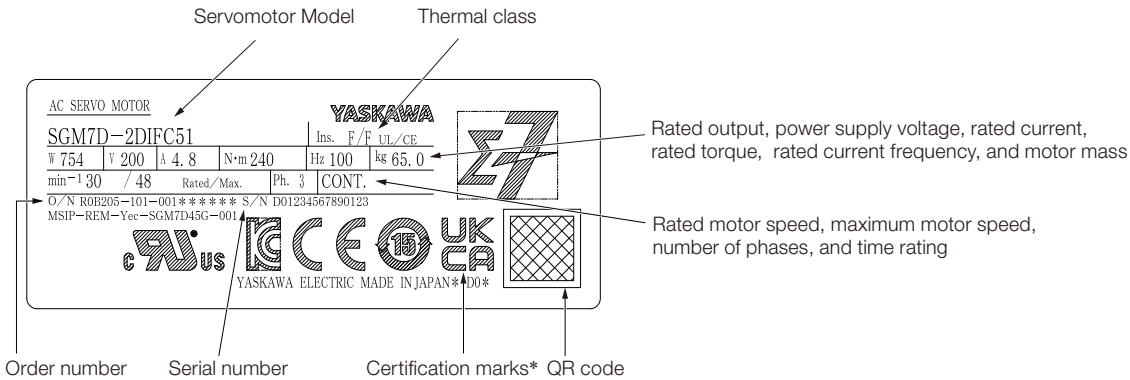 Servomotor Model
Thermal class
AC SERVO MOTOR
YASKAWA
SGM7D-2DIFC51
Ins. F/F UL/CE
W 754 V 200 A 4.8 N·m 240 Hz 100 kg 65.0
min-1 30 / 48 Rated/Max. Ph. 3 CONT.
O/N R0B205-101-001****** S/N D01234567890123
MSIP-REM-Yec-SGM7D45G-001
Σ7
c RU US
KC CE 15 UK CA
YASKAWA ELECTRIC MADE IN JAPAN* D0*
Rated output, power supply voltage, rated current,
rated torque, rated current frequency, and motor mass
Rated motor speed, maximum motor speed,
number of phases, and time rating
Order number
Serial number
Certification marks*
QR code